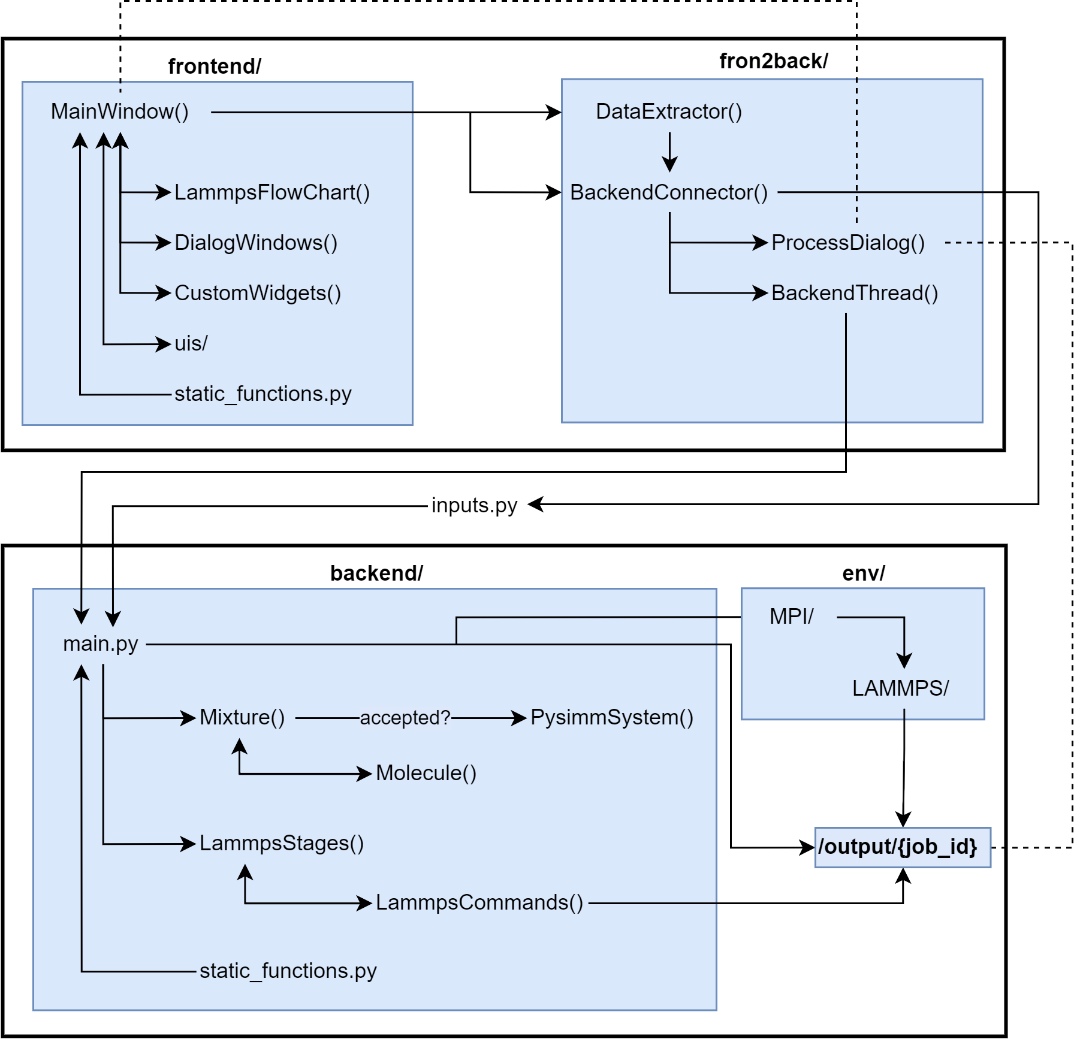 frontend/
MainWindow()
LammpsFlowChart()
DialogWindows()
CustomWidgets()
uis/
static_functions.py
fron2back/
DataExtractor()
BackendConnector()
ProcessDialog()
BackendThread()
inputs.py
backend/
main.py
Mixture()
accepted?
PysimmSystem()
Molecule()
LammpsStages()
LammpsCommands()
static_functions.py
env/
MPI/
LAMMPS/
/output/{job_id}